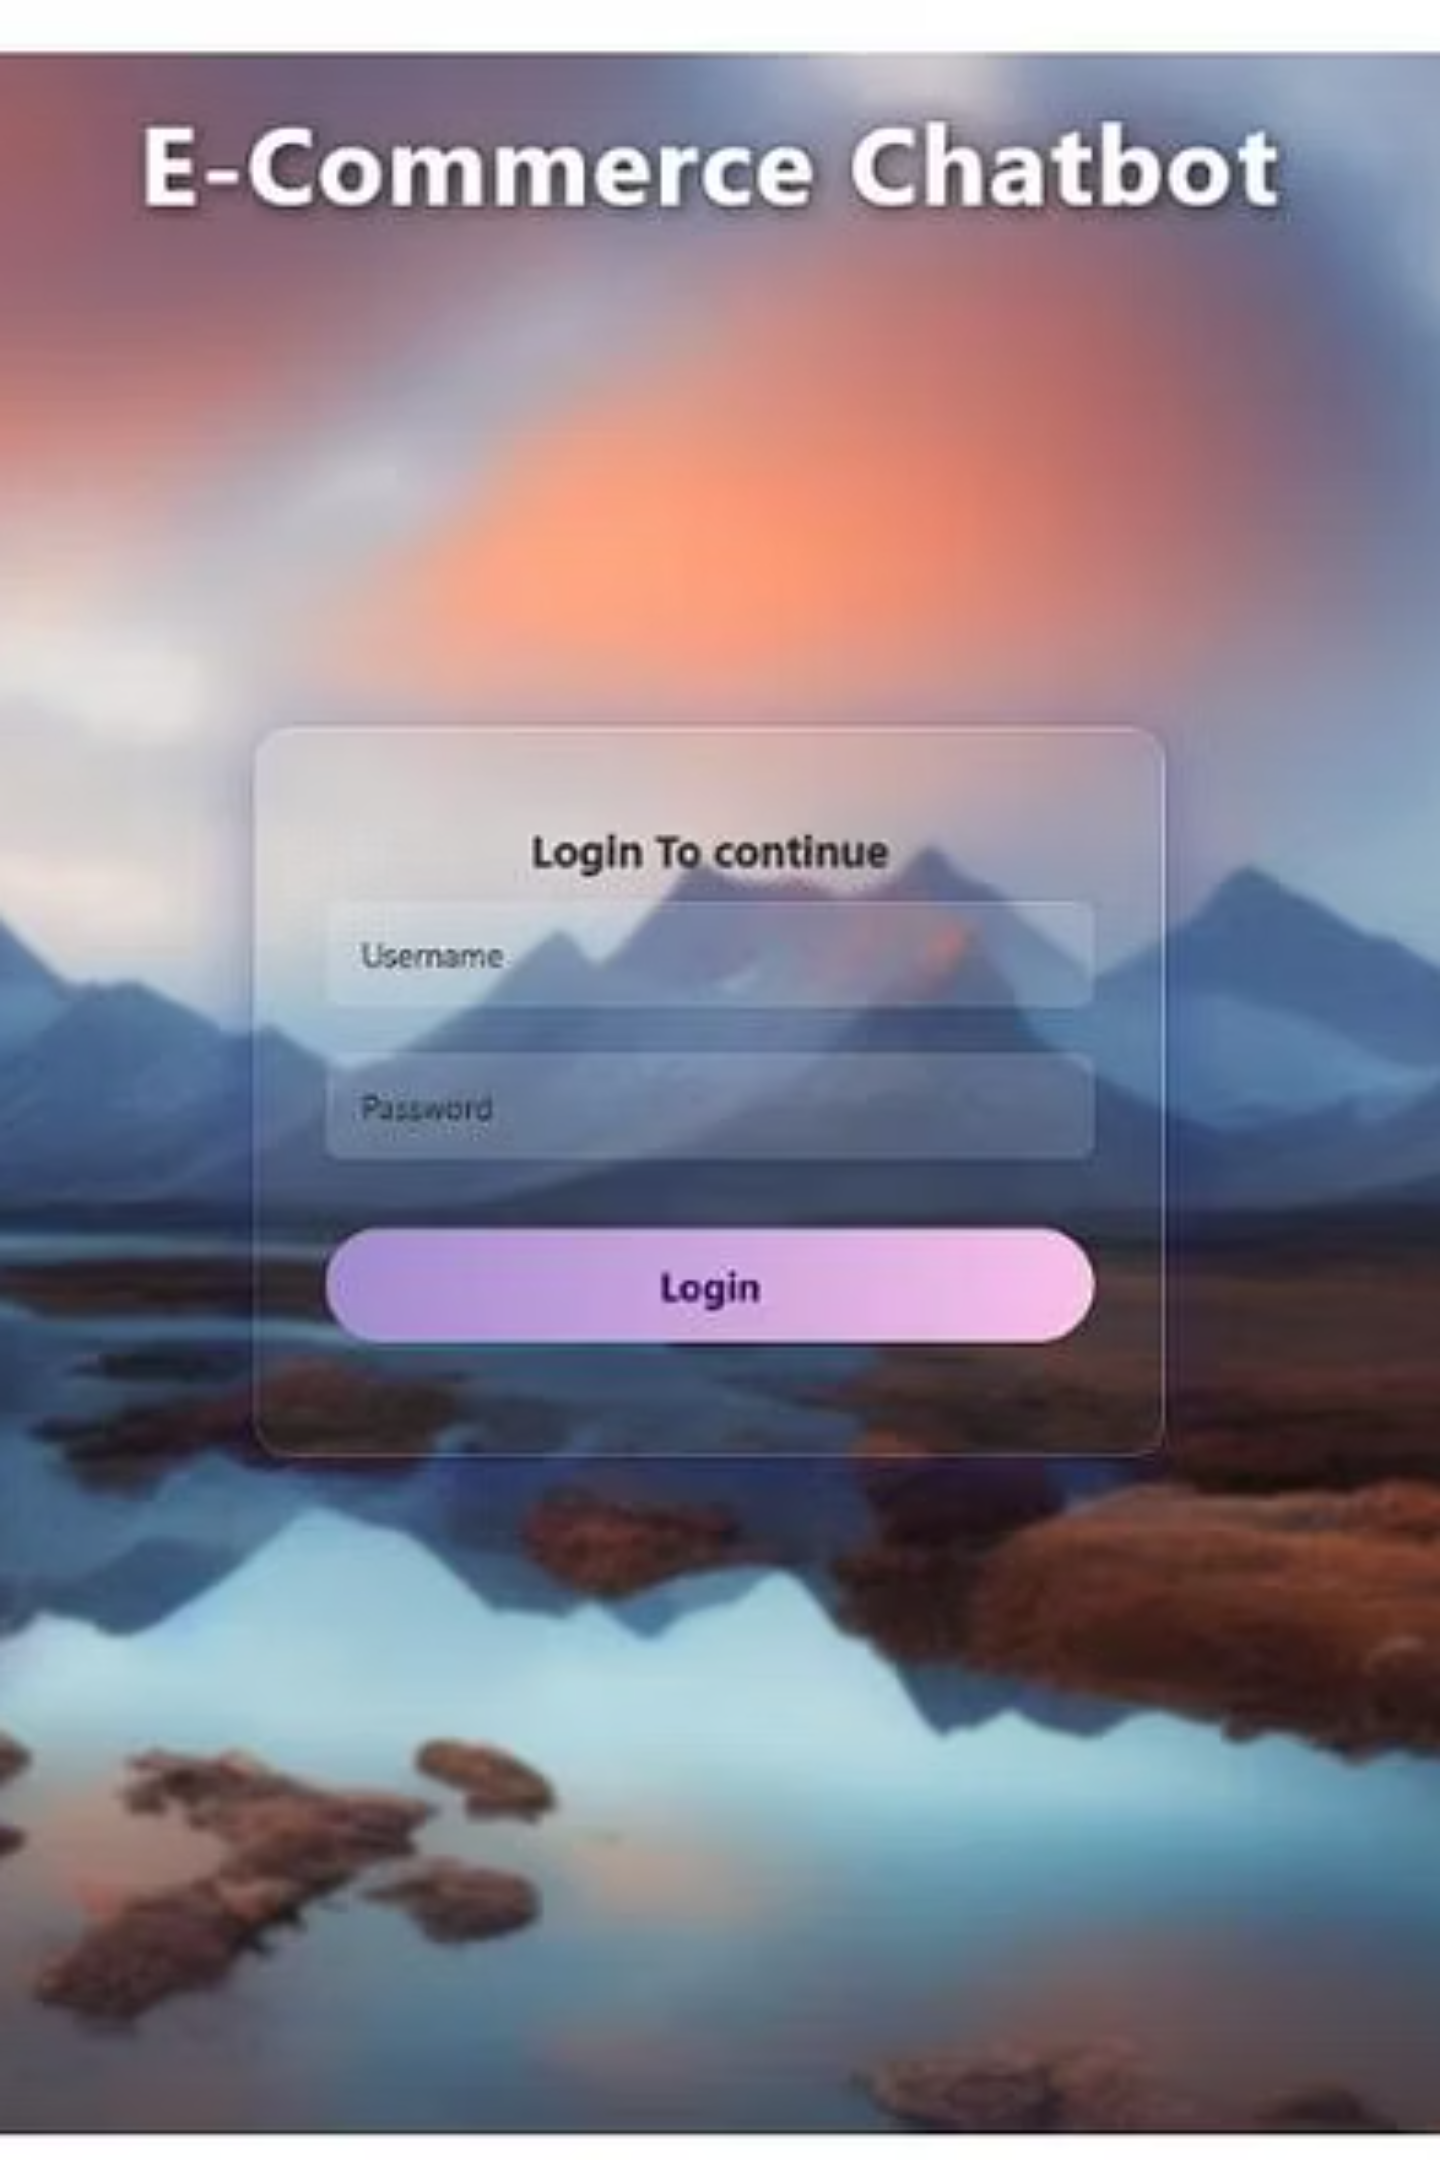 E-Commerce Chatbot
Login To continue
Username
Password
Login